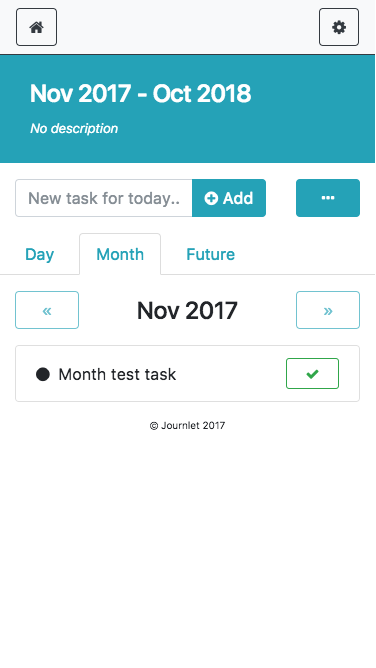 Nov 2017 - Oct 2018
No description
New task for today..
Add
Day Month Future
« Nov 2017 »
Month test task
© Journlet 2017